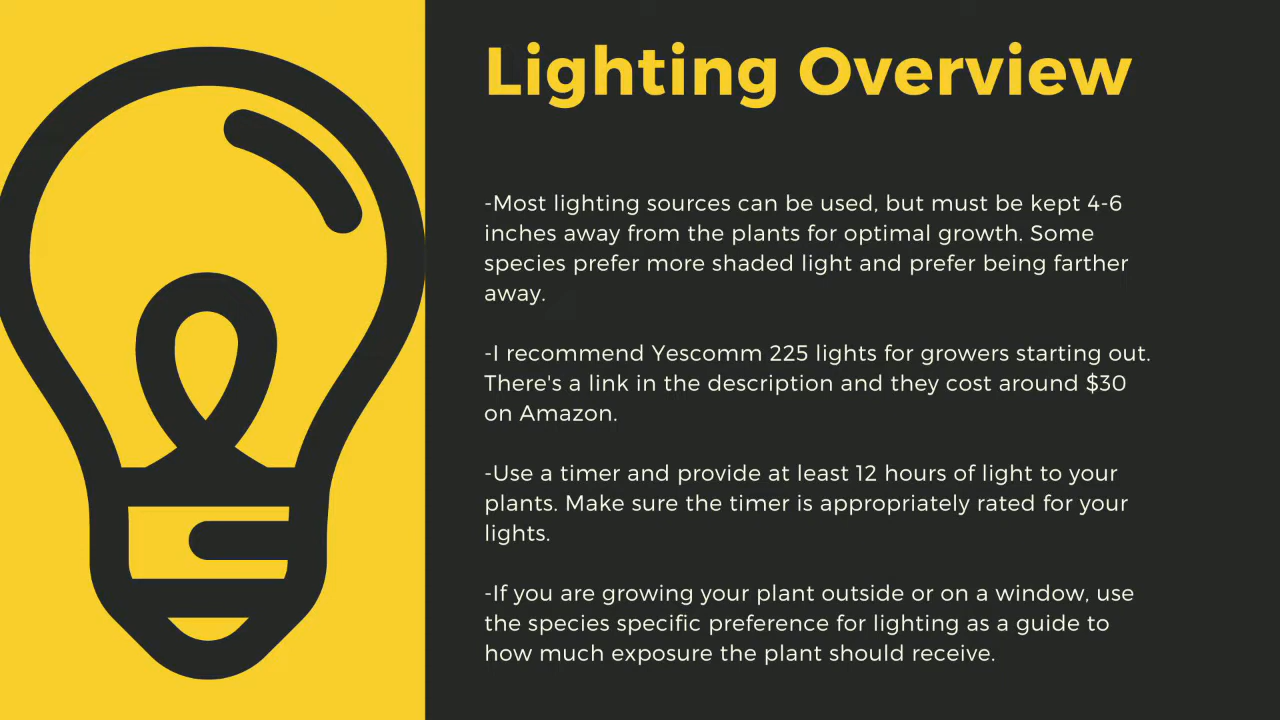 Lighting Overview
-Most lighting sources can be used, but must be kept 4-6
inches away from the plants for optimal growth. Some
species prefer more shaded light and prefer being farther
away.
-I recommend Yescomm 225 lights for growers starting out.
There's a link in the description and they cost around $30
on Amazon.
-Use a timer and provide at least 12 hours of light to your
plants. Make sure the timer is appropriately rated for your
lights.
-If you are growing your plant outside or on a window, use
the species specific preference for lighting as a guide to
how much exposure the plant should receive.